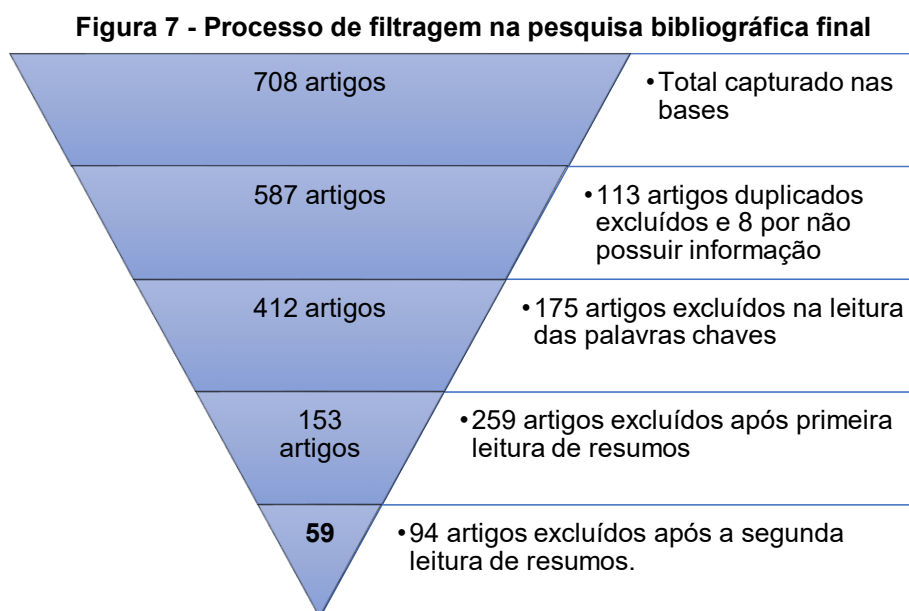 Figura 7 - Processo de filtragem na pesquisa bibliográfica final
708 artigos
•Total capturado nas
bases
587 artigos
•113 artigos duplicados
excluídos e 8 por não
possuir informação
412 artigos
•175 artigos excluídos na leitura
das palavras chaves
153
artigos
•259 artigos excluídos após primeira
leitura de resumos
59
•94 artigos excluídos após a segunda
leitura de resumos.